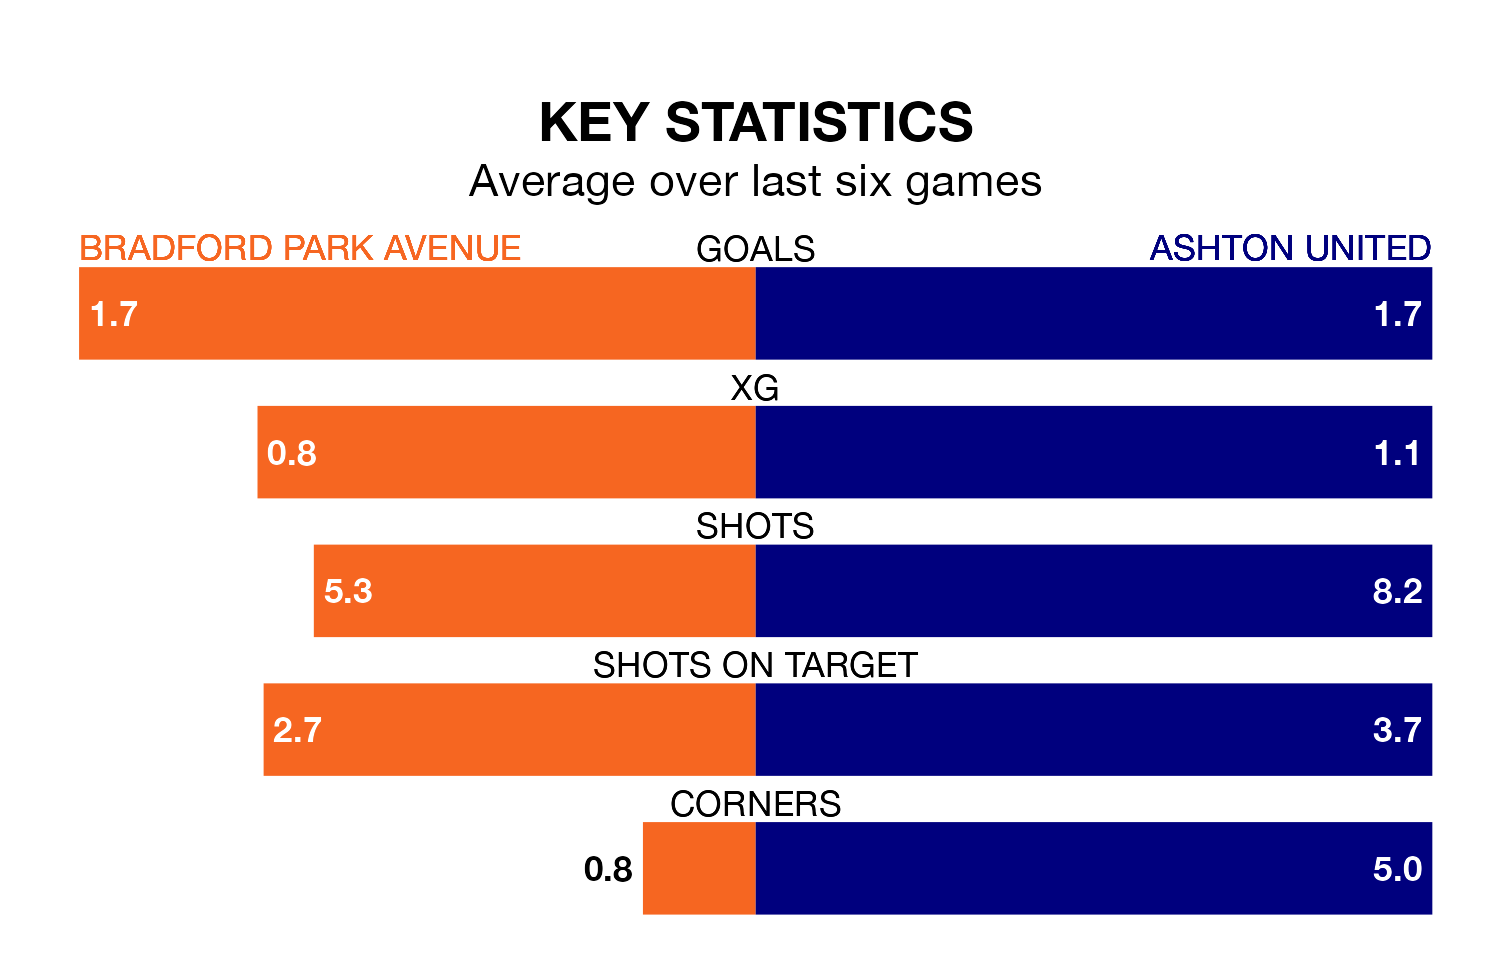 KEY STATISTICS
Average over last six games
BRADFORD PARK AVENUE GOALS ASHTON UNITED
1.7 1.7
XG
0.8 1.1
SHOTS
5.3 8.2
SHOTS ON TARGET
2.7 3.7
CORNERS
0.8 5.0